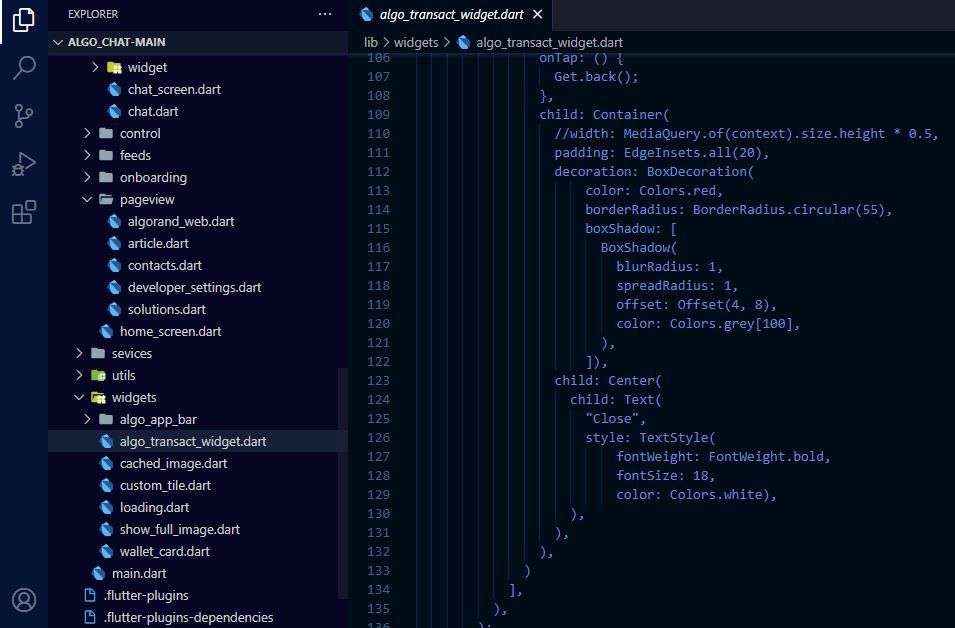 EXPLORER
ALGO_CHAT-MAIN
widget
chat_screen.dart
chat.dart
control
feeds
onboarding
pageview
algorand_web.dart
article.dart
contacts.dart
developer_settings.dart
solutions.dart
home_screen.dart
sevices
utils
widgets
algo_app_bar
algo_transact_widget.dart
cached_image.dart
custom_tile.dart
loading.dart
show_full_image.dart
wallet_card.dart
main.dart
.flutter-plugins
.flutter-plugins-dependencies
algo_transact_widget.dart
lib > widgets > algo_transact_widget.dart
106 onTap: () {
107 Get.back();
108 },
109 child: Container(
110 //width: MediaQuery.of(context).size.height * 0.5,
111 padding: EdgeInsets.all(20),
112 decoration: BoxDecoration(
113 color: Colors.red,
114 borderRadius: BorderRadius.circular(55),
115 boxShadow: [
116 BoxShadow(
117 blurRadius: 1,
118 spreadRadius: 1,
119 offset: Offset(4, 8),
120 color: Colors.grey[100],
121 ),
122 ]),
123 child: Center(
124 child: Text(
125 "Close",
126 style: TextStyle(
127 fontWeight: FontWeight.bold,
128 fontSize: 18,
129 color: Colors.white),
130 ),
131 ),
132 ),
133 )
134 ],
135 ),
136 );